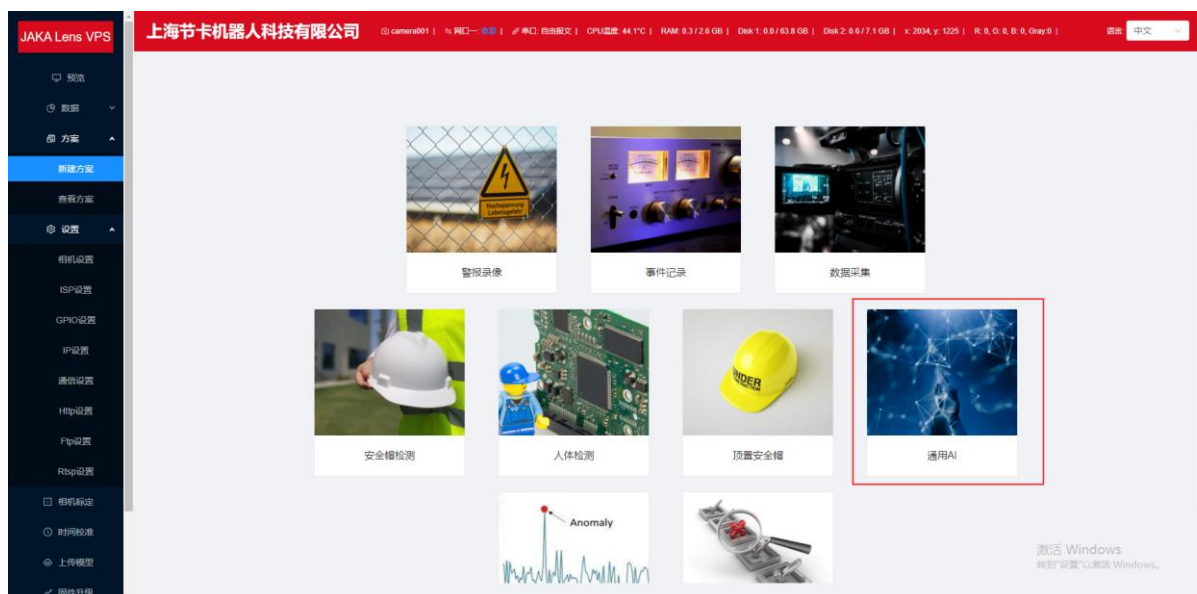 JAKA Lens VPS
上海节卡机器人科技有限公司
camera001 | 网口一: 欢迎 | 串口: 自由报文 | CPU温度: 44.1°C | RAM: 0.3 / 2.6 GB | Disk 1: 0.0 / 63.8 GB | Disk 2: 0.6 / 7.1 GB | x: 2034, y: 1225 | R: 0, G: 0, B: 0, Gray:0 |
语言: 中文
预览
数据
方案
新建方案
查看方案
设置
相机设置
ISP设置
GPIO设置
IP设置
通信设置
Http设置
Ftp设置
Rtsp设置
相机标定
时间校准
上传模型
固件升级
Hochspannung
Lebensgefahr
警报录像
事件记录
数据采集
安全帽检测
人体检测
UNDER
顶置安全帽
通用AI
Anomaly
激活 Windows
转到"设置"以激活 Windows。